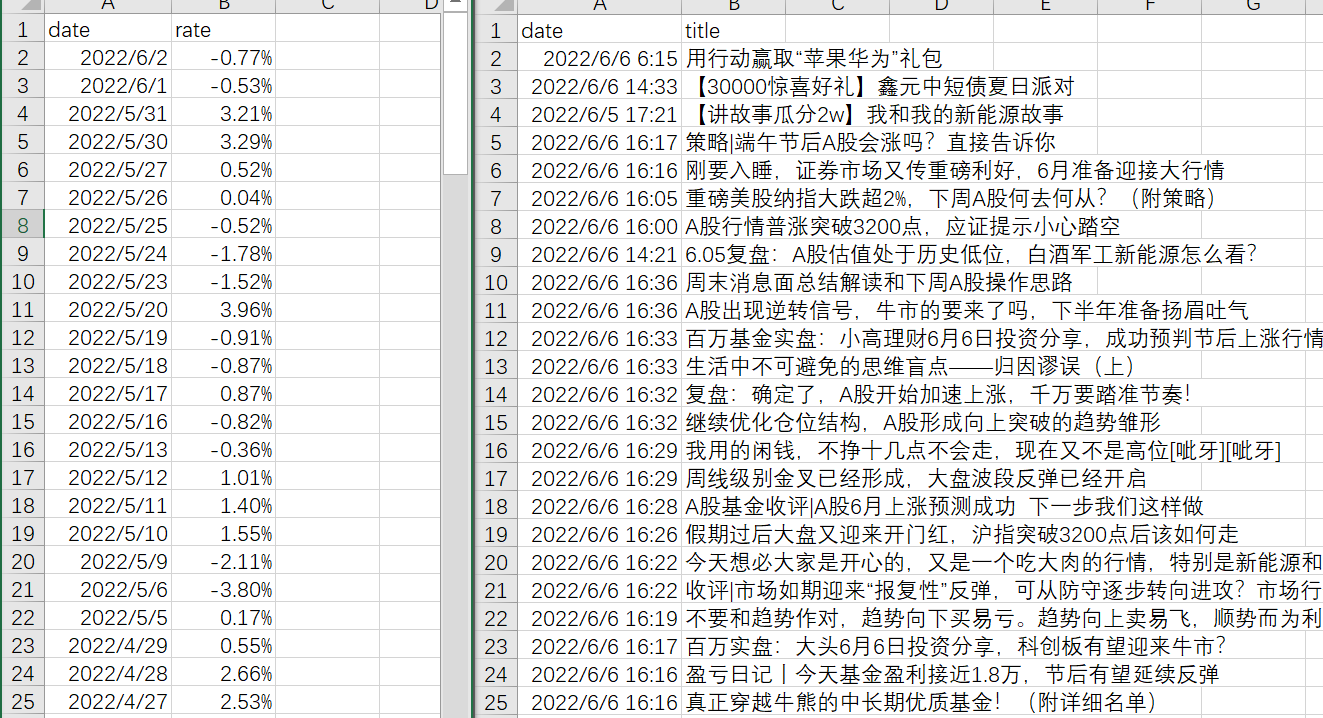 A B C D
1 date rate
2 2022/6/2 -0.77%
3 2022/6/1 -0.53%
4 2022/5/31 3.21%
5 2022/5/30 3.29%
6 2022/5/27 0.52%
7 2022/5/26 0.04%
8 2022/5/25 -0.52%
9 2022/5/24 -1.78%
10 2022/5/23 -1.52%
11 2022/5/20 3.96%
12 2022/5/19 -0.91%
13 2022/5/18 -0.87%
14 2022/5/17 0.87%
15 2022/5/16 -0.82%
16 2022/5/13 -0.36%
17 2022/5/12 1.01%
18 2022/5/11 1.40%
19 2022/5/10 1.55%
20 2022/5/9 -2.11%
21 2022/5/6 -3.80%
22 2022/5/5 0.17%
23 2022/4/29 0.55%
24 2022/4/28 2.66%
25 2022/4/27 2.53%
A B C D E F G
1 date title
2 2022/6/6 6:15 用行动赢取“苹果华为”礼包
3 2022/6/6 14:33 【30000惊喜好礼】鑫元中短债夏日派对
4 2022/6/5 17:21 【讲故事瓜分2w】我和我的新能源故事
5 2022/6/6 16:17 策略|端午节后A股会涨吗？直接告诉你
6 2022/6/6 16:16 刚要入睡，证券市场又传重磅利好，6月准备迎接大行情
7 2022/6/6 16:05 重磅美股纳指大跌超2%，下周A股何去何从？（附策略）
8 2022/6/6 16:00 A股行情普涨突破3200点，应证提示小心踏空
9 2022/6/6 14:21 6.05复盘：A股估值处于历史低位，白酒军工新能源怎么看？
10 2022/6/6 16:36 周末消息面总结解读和下周A股操作思路
11 2022/6/6 16:36 A股出现逆转信号，牛市的要来了吗，下半年准备扬眉吐气
12 2022/6/6 16:33 百万基金实盘：小高理财6月6日投资分享，成功预判节后上涨行情
13 2022/6/6 16:33 生活中不可避免的思维盲点——归因谬误（上）
14 2022/6/6 16:32 复盘：确定了，A股开始加速上涨，千万要踏准节奏！
15 2022/6/6 16:32 继续优化仓位结构，A股形成向上突破的趋势雏形
16 2022/6/6 16:29 我用的闲钱，不挣十几点不会走，现在又不是高位[呲牙][呲牙]
17 2022/6/6 16:29 周线级别金叉已经形成，大盘波段反弹已经开启
18 2022/6/6 16:28 A股基金收评|A股6月上涨预测成功 下一步我们这样做
19 2022/6/6 16:26 假期过后大盘又迎来开门红，沪指突破3200点后该如何走
20 2022/6/6 16:22 今天想必大家是开心的，又是一个吃大肉的行情，特别是新能源和
21 2022/6/6 16:22 收评|市场如期迎来“报复性”反弹，可从防守逐步转向进攻？市场行
22 2022/6/6 16:19 不要和趋势作对，趋势向下买易亏。趋势向上卖易飞，顺势而为利
23 2022/6/6 16:17 百万实盘：大头6月6日投资分享，科创板有望迎来牛市？
24 2022/6/6 16:16 盈亏日记丨今天基金盈利接近1.8万，节后有望延续反弹
25 2022/6/6 16:16 真正穿越牛熊的中长期优质基金！（附详细名单）